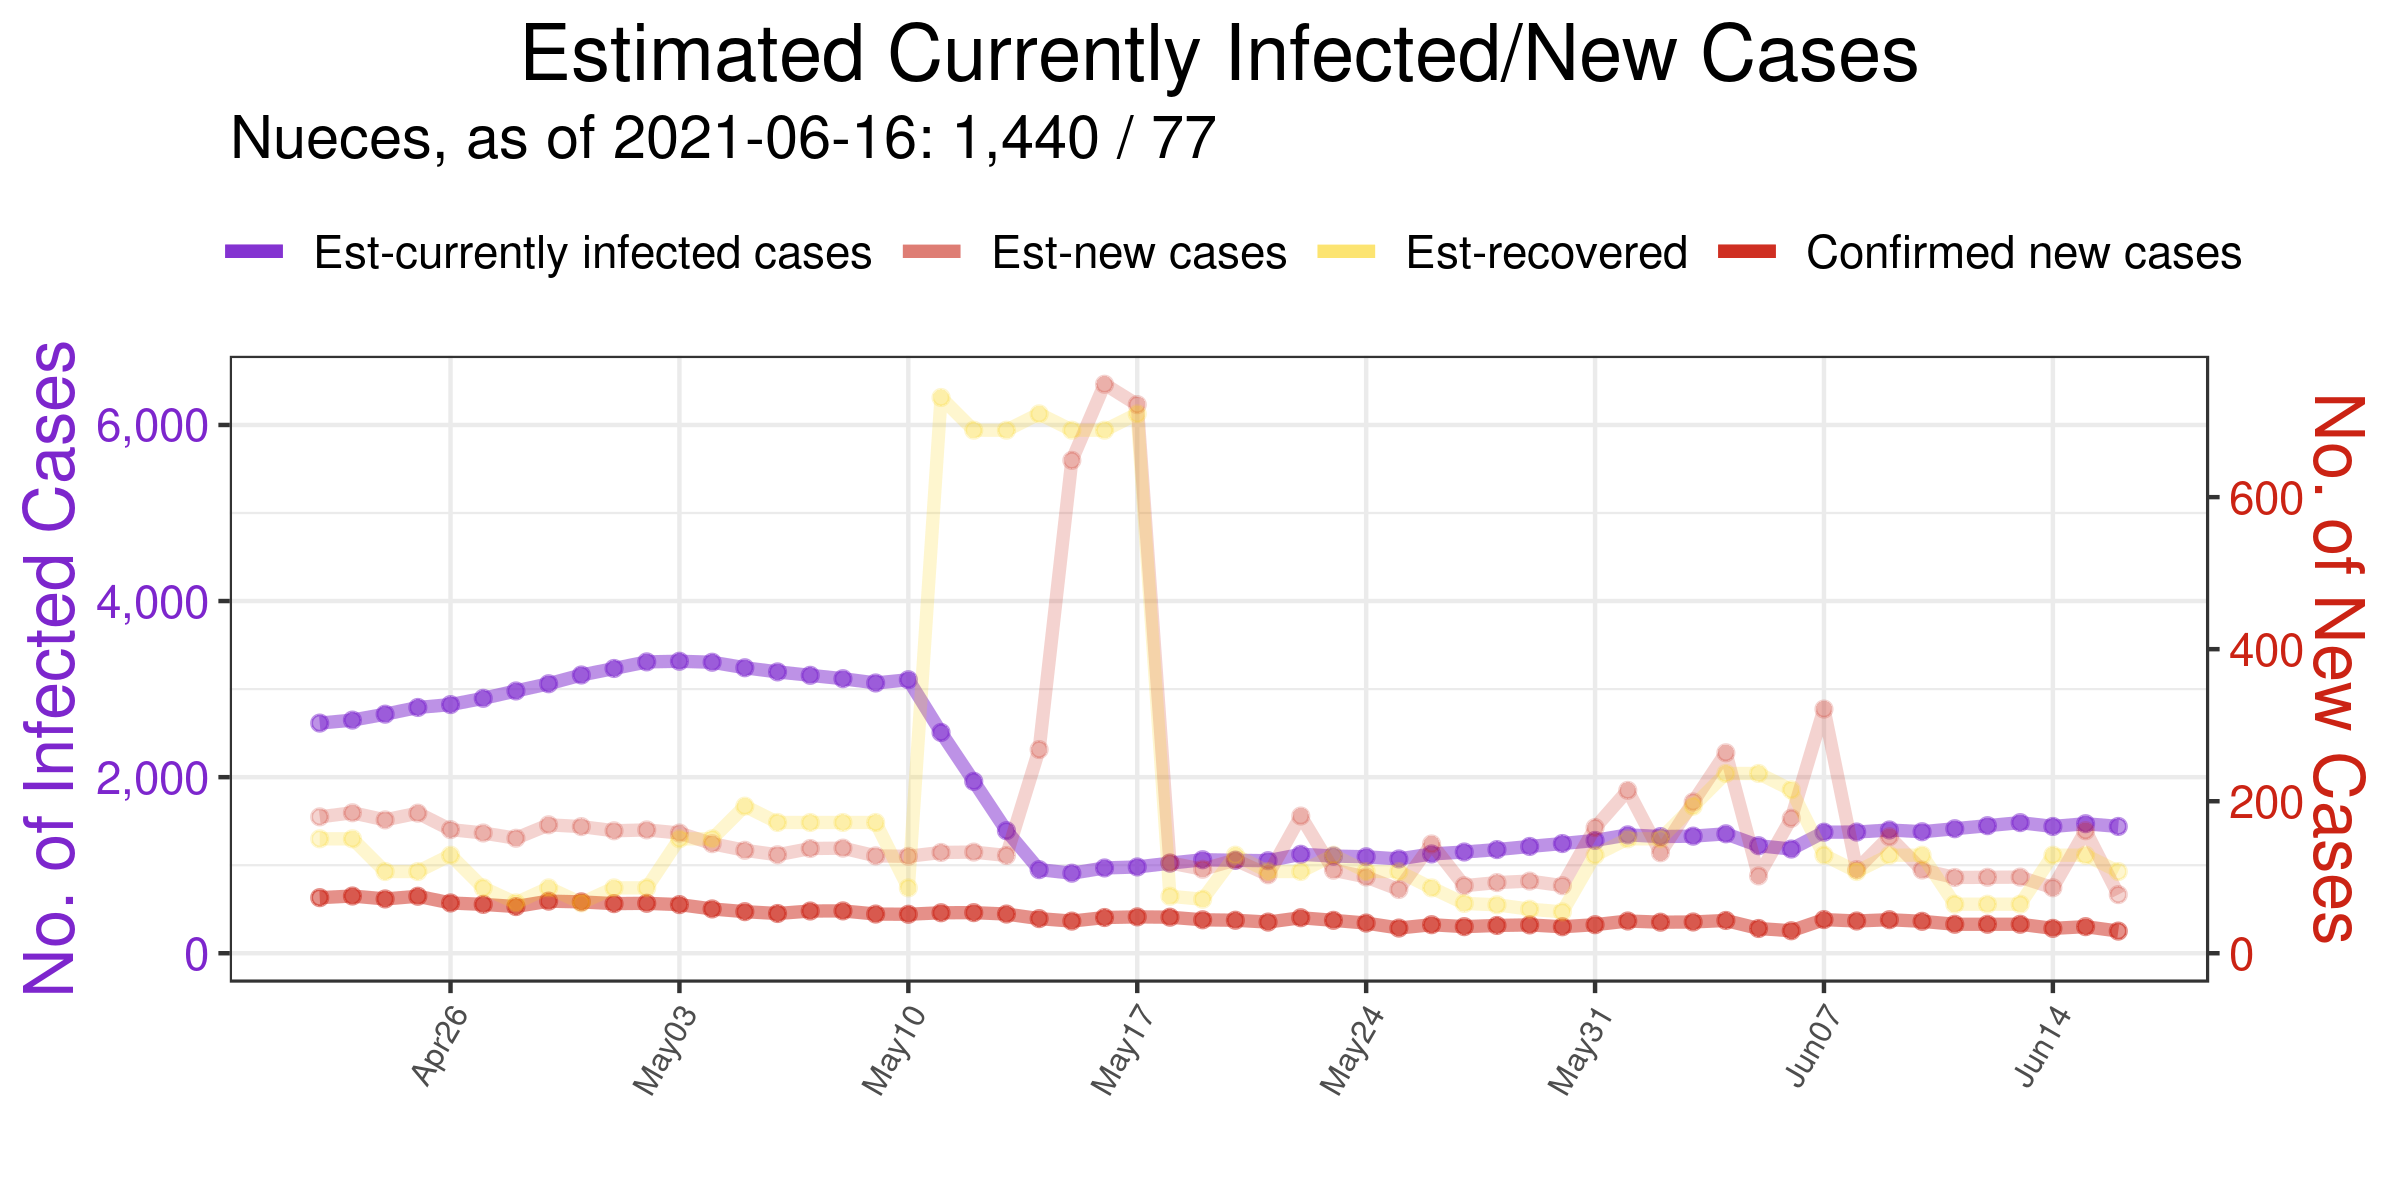 Estimated Currently Infected/New Cases
Nueces, as of 2021-06-16: 1,440 / 77
Est-currently infected cases Est-new cases Est-recovered Confirmed new cases
No. of Infected Cases
6,000
4,000
2,000
0
600
400
200
0
No. of New Cases
Apr26 May03 May10 May17 May24 May31 Jun07 Jun14